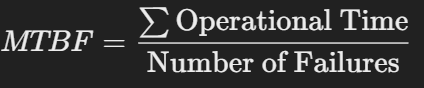 MTBF = ∑ Operational Time / Number of Failures